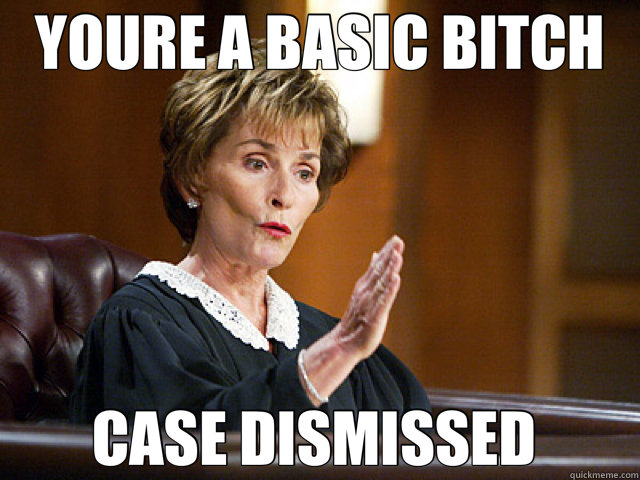 YOURE A BASIC BITCH
CASE DISMISSED
quickmeme.com